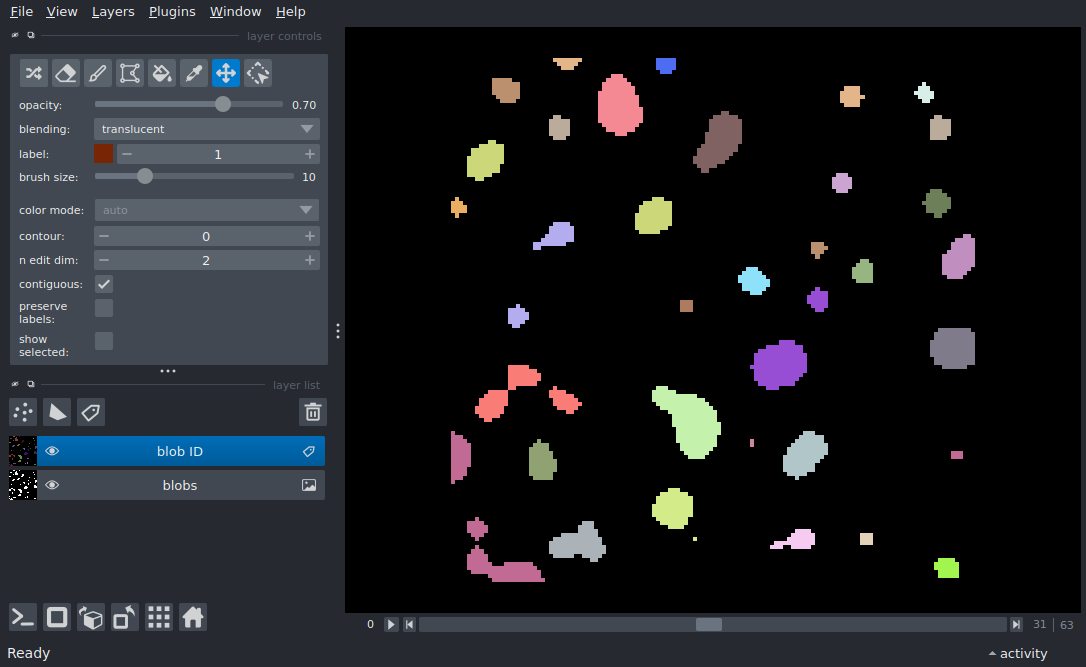 File View Layers Plugins Window Help
layer controls
opacity: 0.70
blending: translucent
label: 1
brush size: 10
color mode: auto
contour: 0
n edit dim: 2
contiguous:
preserve
labels:
show
selected:
layer list
blob ID
blobs
0 31 63
Ready activity